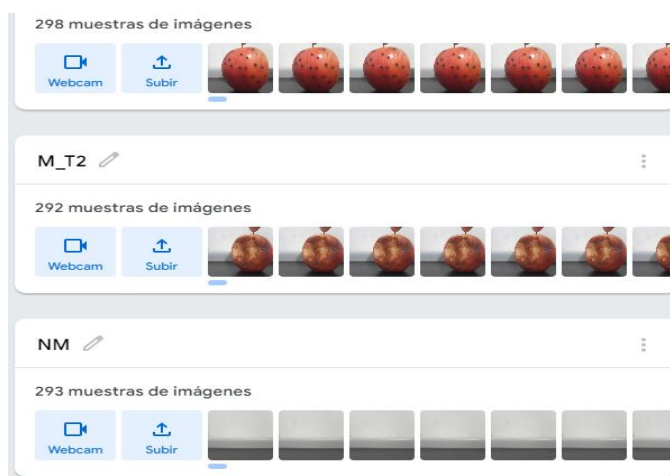 298 muestras de imágenes
Webcam Subir
M_T2
292 muestras de imágenes
Webcam Subir
NM
293 muestras de imágenes
Webcam Subir